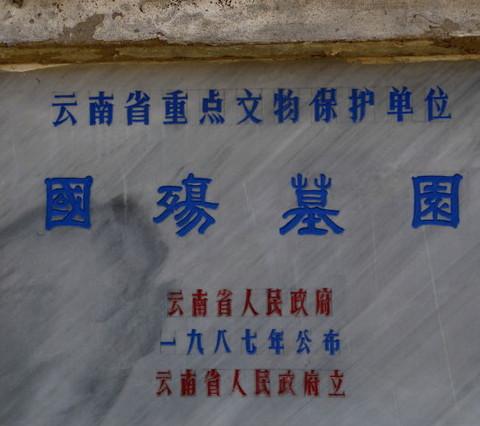 云南省重点文物保护单位
國殤墓园
云南省人民政府
一九八七年公布
云南省人民政府立